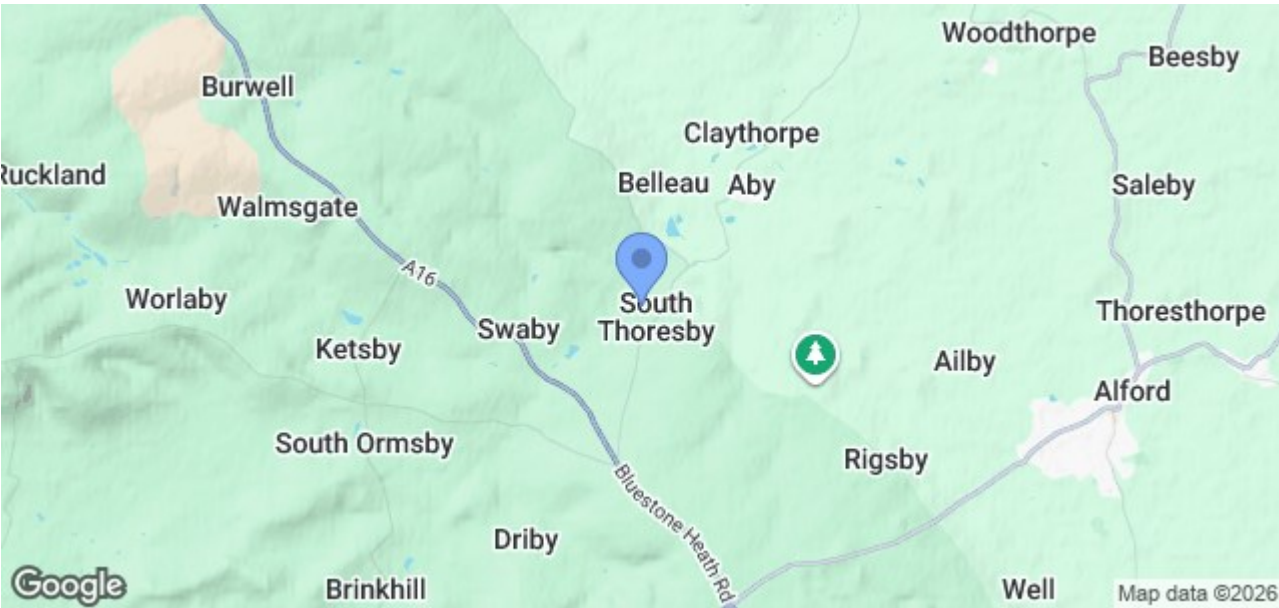 Woodthorpe
Beesby
Burwell
Claythorpe
Ruckland
Belleau
Aby
Saleby
Walmsgate
A16
Worlaby
South
Thoresby
Thoresthorpe
Swaby
Ketsby
Ailby
Alford
South Ormsby
Rigsby
Bluestone Heath Rd
Driby
Brinkhill
Well
Google
Map data ©2026